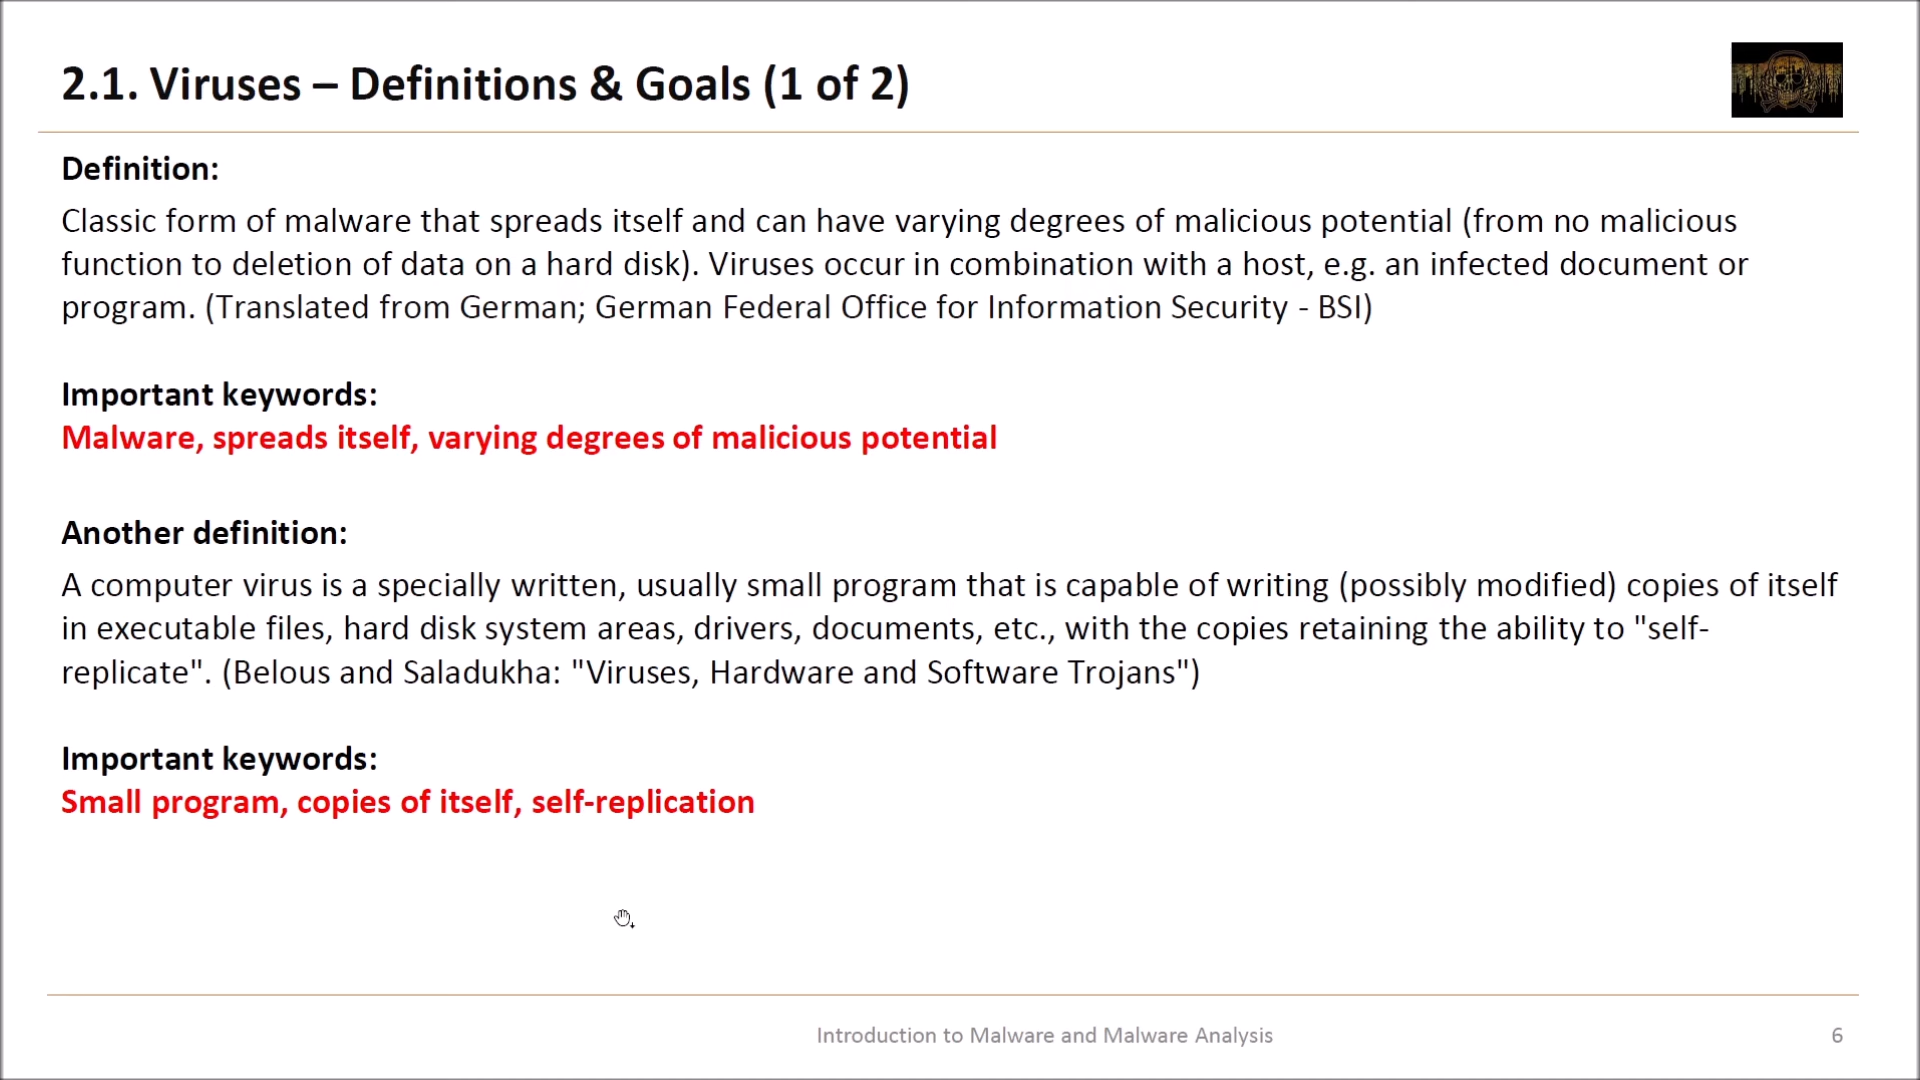 2.1. Viruses – Definitions & Goals (1 of 2)
Definition:
Classic form of malware that spreads itself and can have varying degrees of malicious potential (from no malicious
function to deletion of data on a hard disk). Viruses occur in combination with a host, e.g. an infected document or
program. (Translated from German; German Federal Office for Information Security - BSI)
Important keywords:
Malware, spreads itself, varying degrees of malicious potential
Another definition:
A computer virus is a specially written, usually small program that is capable of writing (possibly modified) copies of itself
in executable files, hard disk system areas, drivers, documents, etc., with the copies retaining the ability to "self-
replicate". (Belous and Saladukha: "Viruses, Hardware and Software Trojans")
Important keywords:
Small program, copies of itself, self-replication
Introduction to Malware and Malware Analysis
6